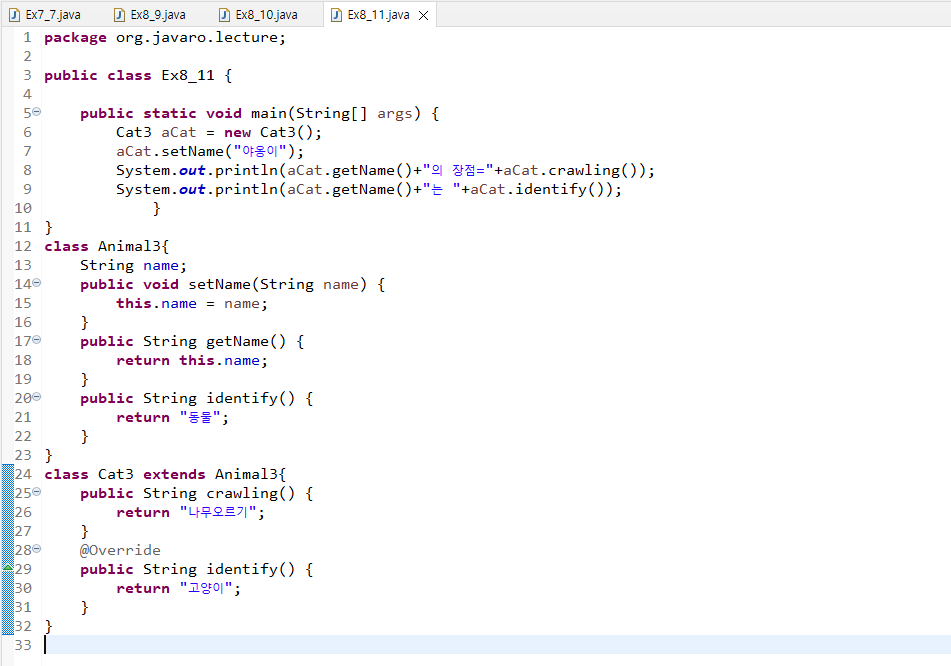 Ex7_7.java Ex8_9.java Ex8_10.java Ex8_11.java
1 package org.javaro.lecture;
2
3 public class Ex8_11 {
4
5 public static void main(String[] args) {
6 Cat3 aCat = new Cat3();
7 aCat.setName("야옹이");
8 System.out.println(aCat.getName()+"의 장점="+aCat.crawling());
9 System.out.println(aCat.getName()+"는 "+aCat.identify());
10 }
11 }
12 class Animal3{
13 String name;
14 public void setName(String name) {
15 this.name = name;
16 }
17 public String getName() {
18 return this.name;
19 }
20 public String identify() {
21 return "동물";
22 }
23 }
24 class Cat3 extends Animal3{
25 public String crawling() {
26 return "나무오르기";
27 }
28 @Override
29 public String identify() {
30 return "고양이";
31 }
32 }
33